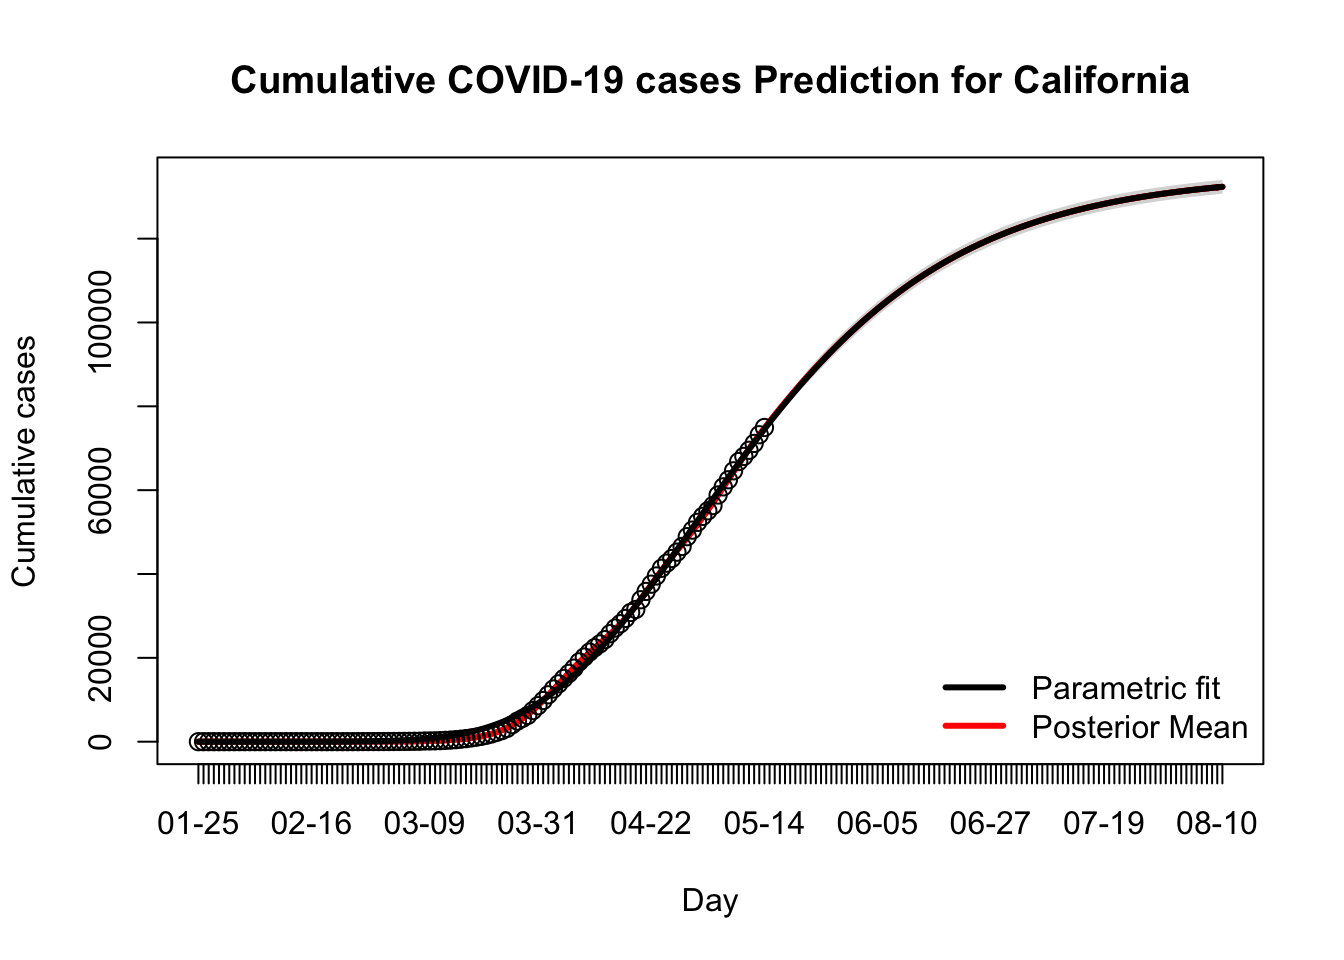 Cumulative COVID-19 cases Prediction for California
Cumulative cases
100000
60000
20000
0
Parametric fit
Posterior Mean
01-25 02-16 03-09 03-31 04-22 05-14 06-05 06-27 07-19 08-10
Day